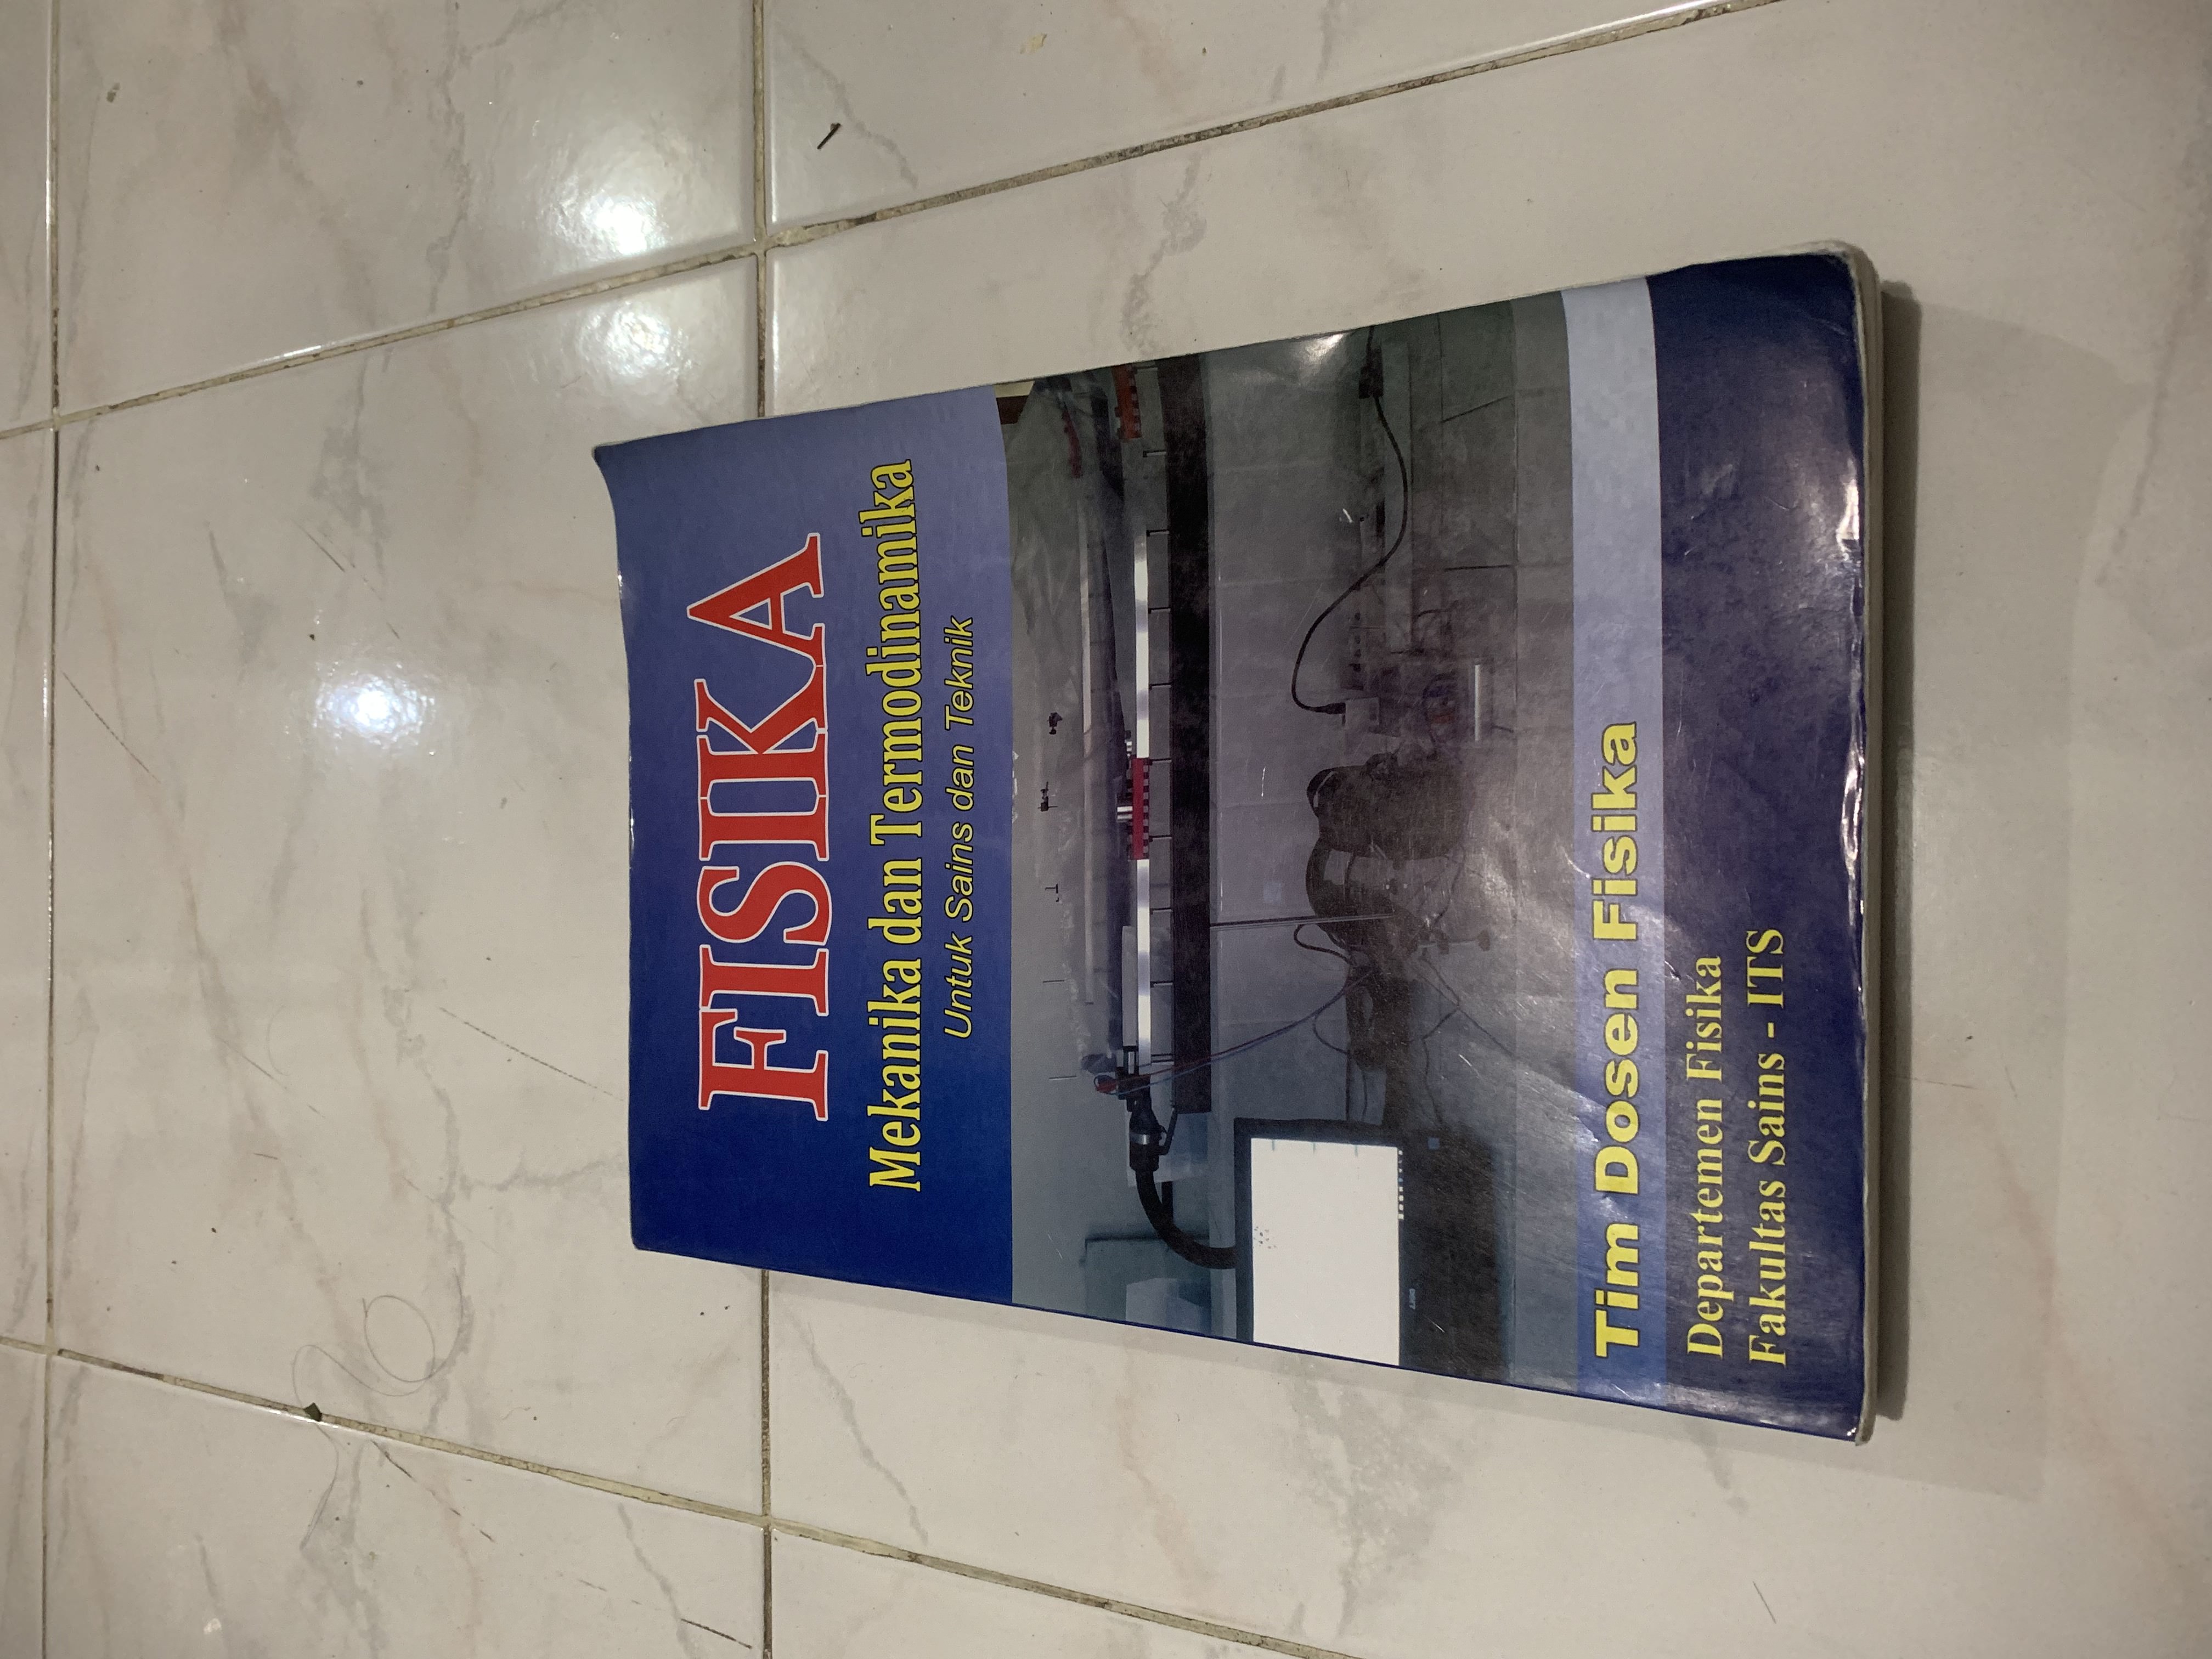 FISIKA
Mekanika dan Termodinamika
Untuk Sains dan Teknik
Tim Dosen Fisika
Departemen Fisika
Fakultas Sains - ITS